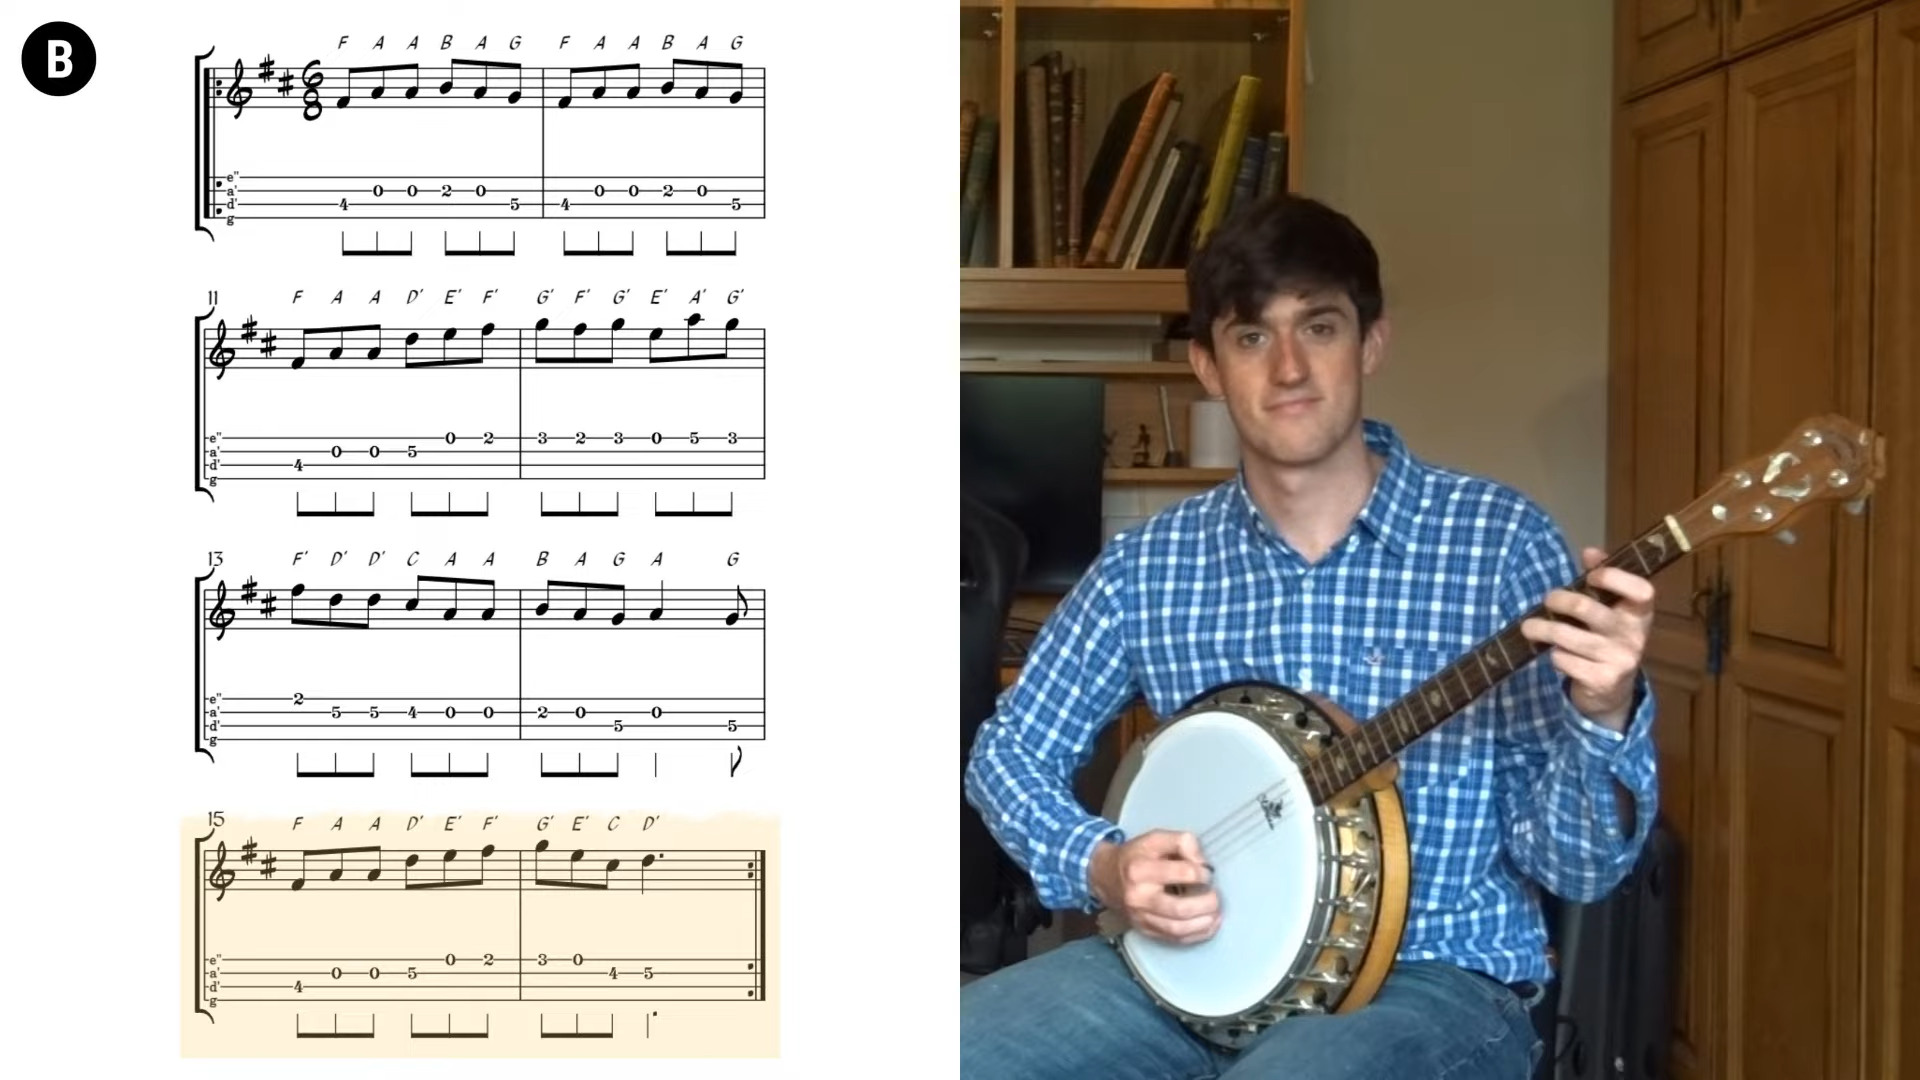 B
F A A B A G F A A B A G
6
8
e"
a' 0 0 2 0 0 0 2 0
d' 4 5 4 5
g
11
F A A D' E' F' G' F' G' E' A' G'
e" 0 2 3 2 3 0 5 3
a' 0 0 5
d' 4
g
13
F' D' D' C A A B A G A G
e" 2
a' 5 5 4 0 0 2 0 0
d' 5 5
g
15
F A A D' E' F' G' E' C D'
e" 0 2 3 0
a' 0 0 5 4 5
d' 4
g